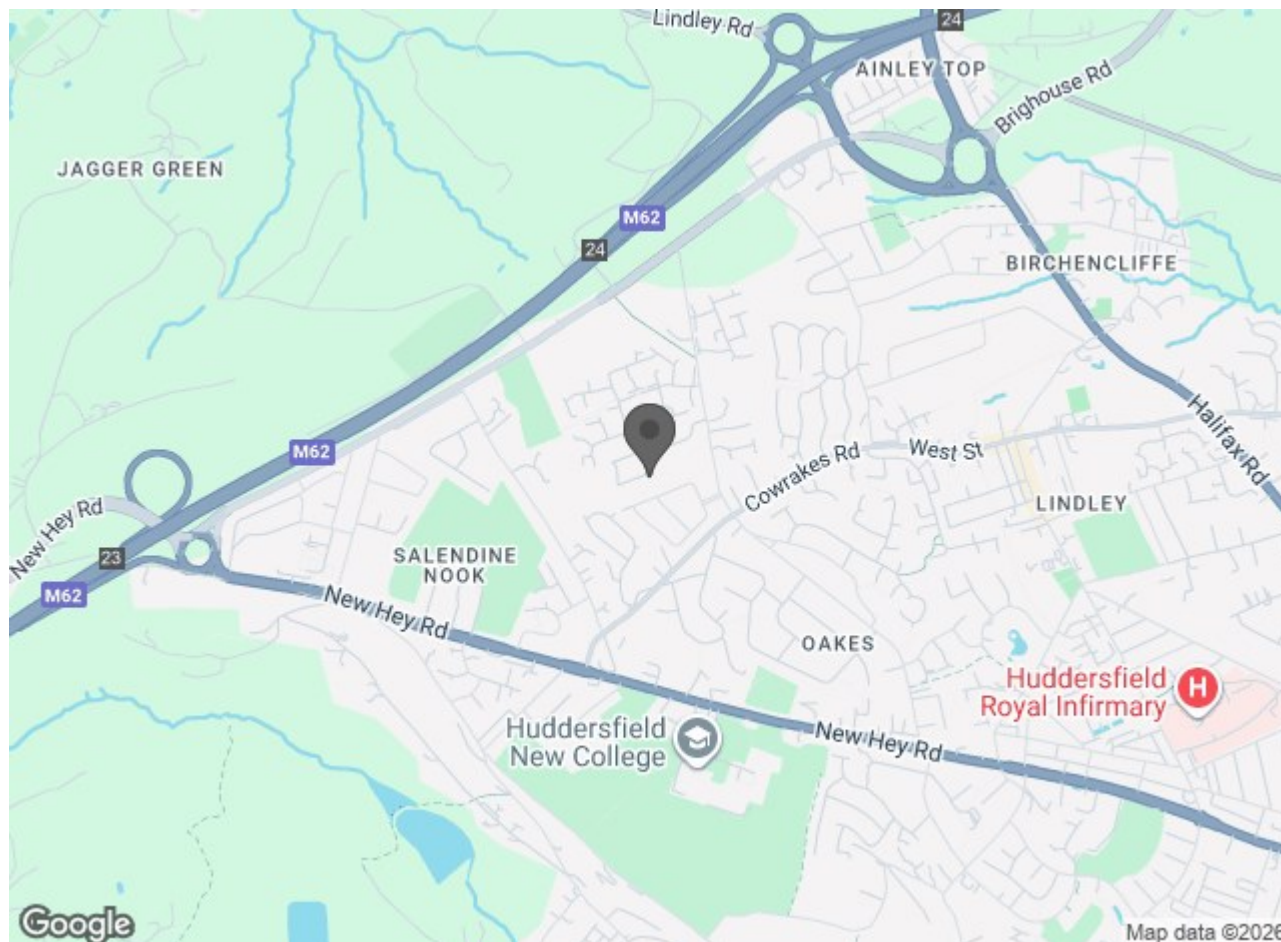 Lindley Rd
24
AINLEY TOP
Brighouse Rd
JAGGER GREEN
M62
24
BIRCHENCLIFFE
Halifax Rd
M62
Cowrakes Rd
West St
LINDLEY
New Hey Rd
23
M62
SALENDINE
NOOK
New Hey Rd
OAKES
Huddersfield
Royal Infirmary
H
Huddersfield
New College
New Hey Rd
Google
Map data ©2026